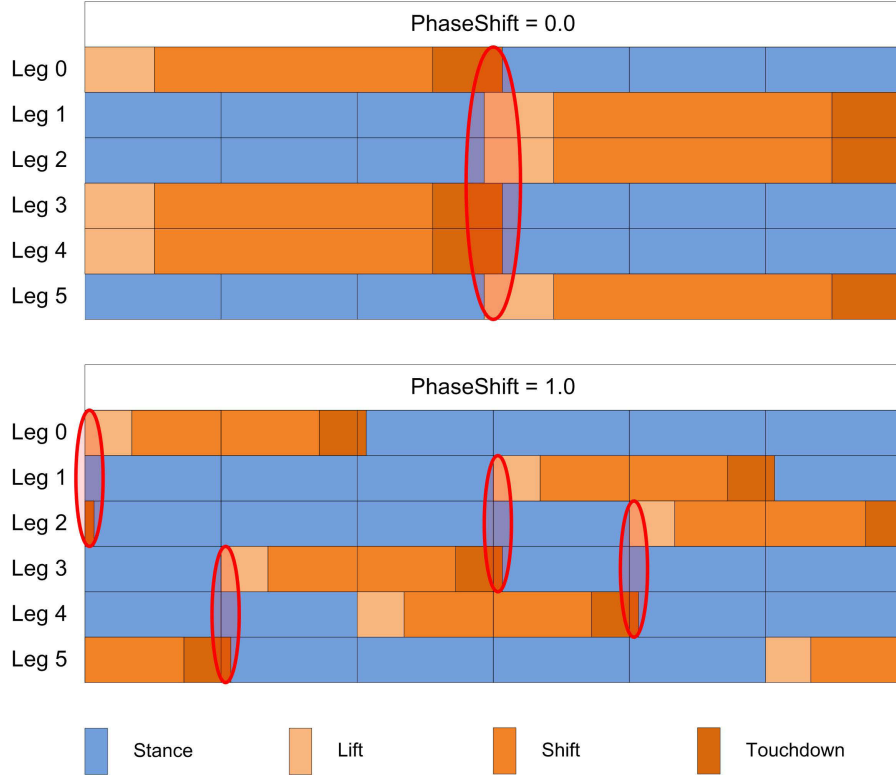 PhaseShift = 0.0
Leg 0
Leg 1
Leg 2
Leg 3
Leg 4
Leg 5
PhaseShift = 1.0
Leg 0
Leg 1
Leg 2
Leg 3
Leg 4
Leg 5
Stance Lift Shift Touchdown